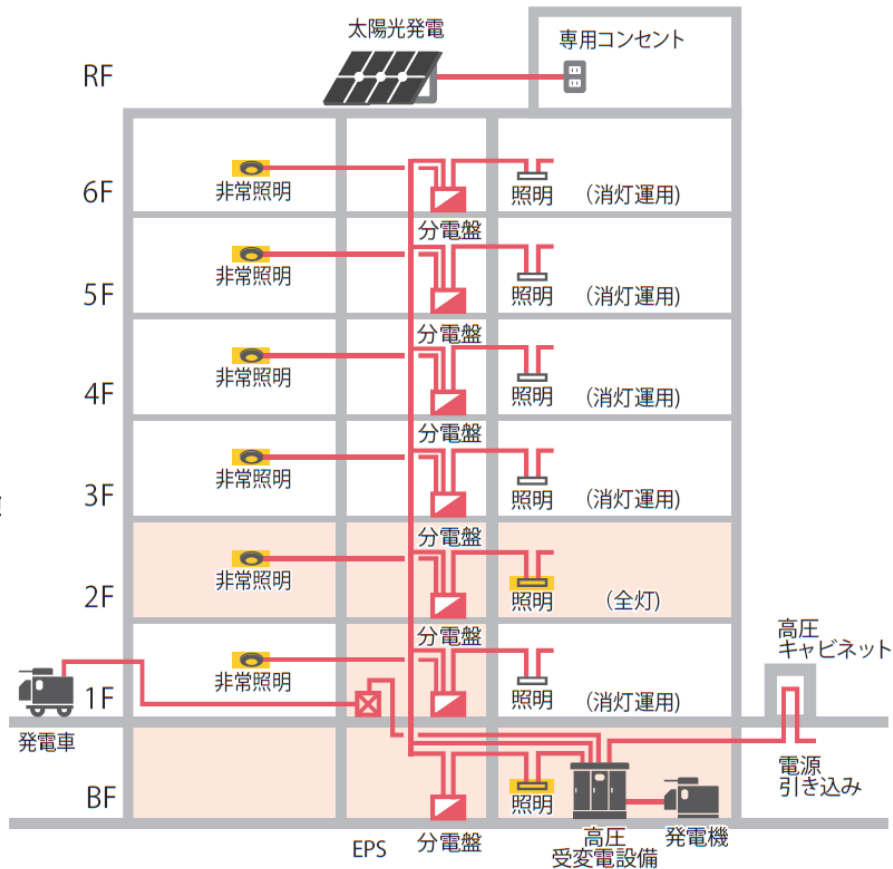 太陽光発電
専用コンセント
RF
非常照明
照明
(消灯運用)
6F
分電盤
非常照明
照明
(消灯運用)
5F
分電盤
非常照明
照明
(消灯運用)
4F
分電盤
非常照明
照明
(消灯運用)
3F
分電盤
非常照明
照明
(全灯)
2F
分電盤
高圧
キャビネット
非常照明
照明
(消灯運用)
1F
発電車
電源
引き込み
照明
BF
分電盤
EPS
高圧
受変電設備
発電機